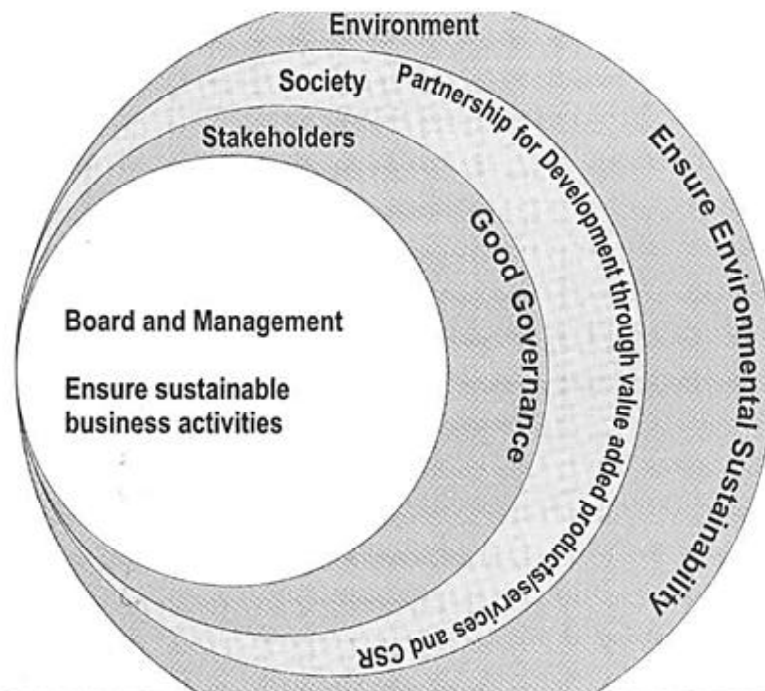 Environment
Society
Stakeholders
Board and Management
Ensure sustainable
business activities
Good Governance
Partnership for Development through value added products/services and CSR
Ensure Environmental Sustainability